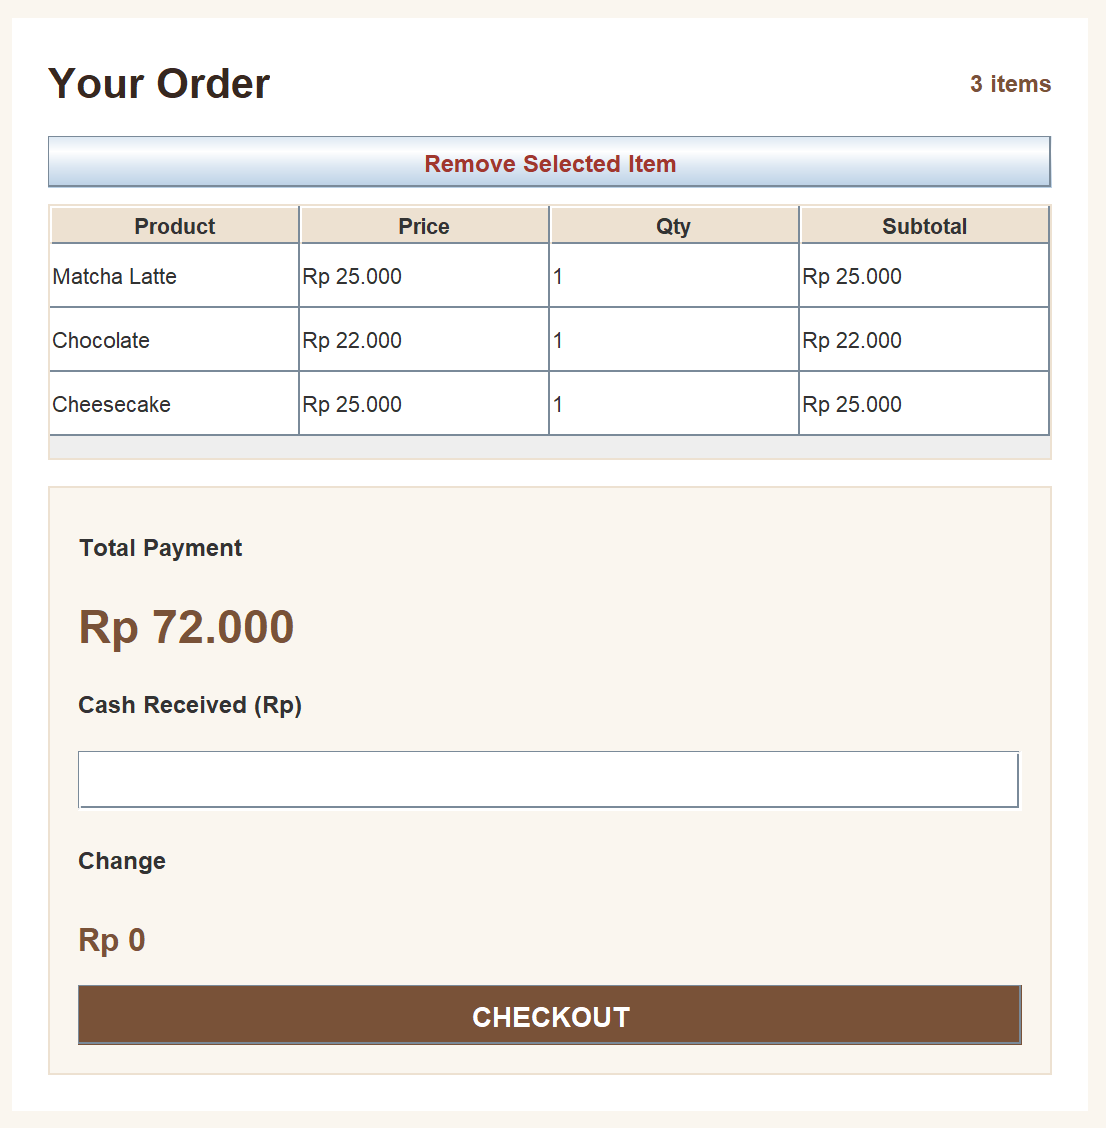 Your Order
3 items
Remove Selected Item
Product Price Qty Subtotal
Matcha Latte Rp 25.000 1 Rp 25.000
Chocolate Rp 22.000 1 Rp 22.000
Cheesecake Rp 25.000 1 Rp 25.000
Total Payment
Rp 72.000
Cash Received (Rp)
Change
Rp 0
CHECKOUT